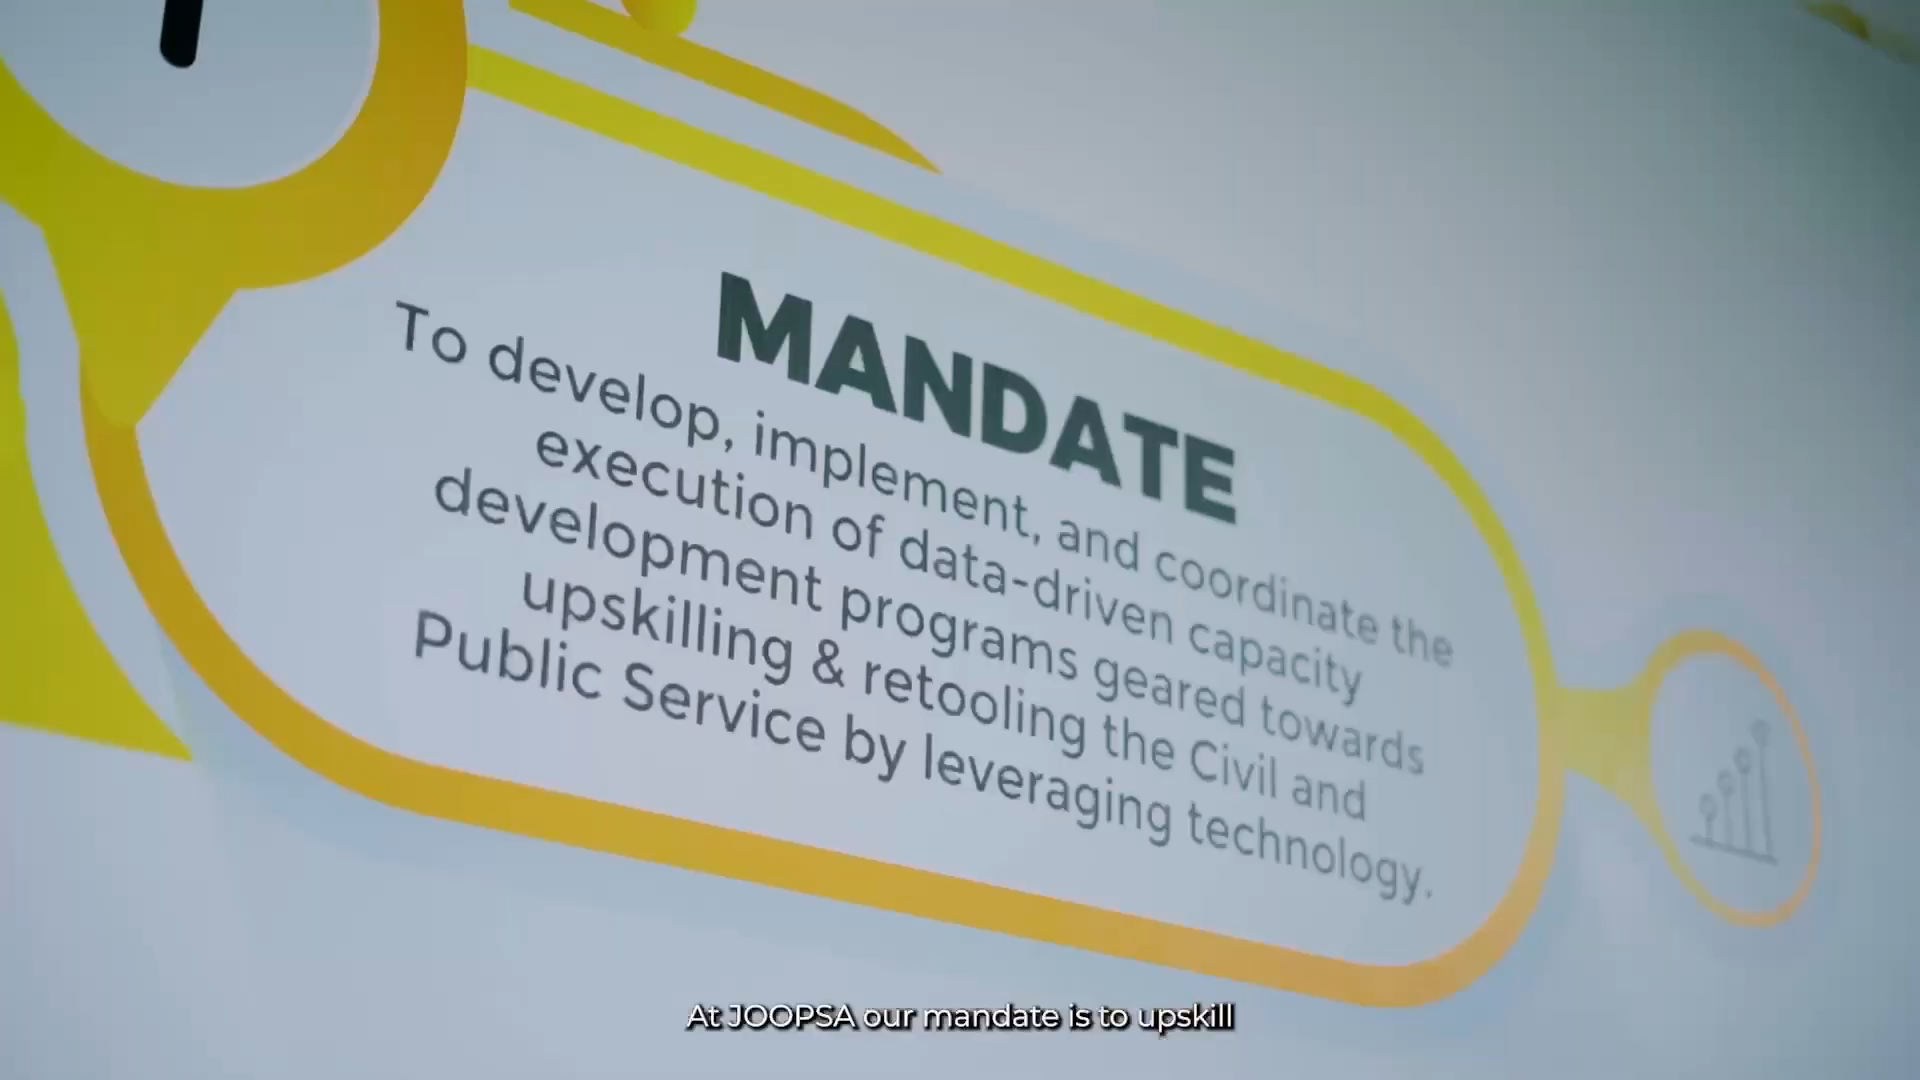 MANDATE
To develop, implement, and coordinate the
execution of data-driven capacity
development programs geared towards
upskilling & retooling the Civil and
Public Service by leveraging technology.
At JOOPSA our mandate is to upskill